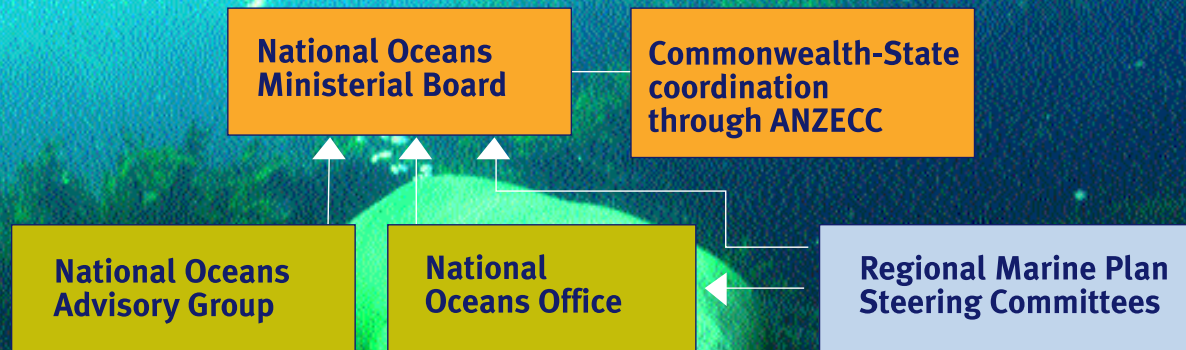 National Oceans
Ministerial Board
Commonwealth-State
coordination
through ANZECC
National Oceans
Advisory Group
National
Oceans Office
Regional Marine Plan
Steering Committees